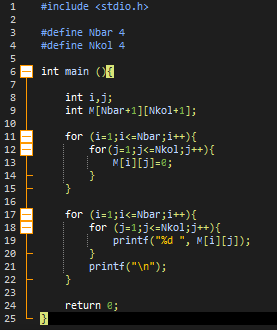 1 #include <stdio.h>
2
3 #define Nbar 4
4 #define Nkol 4
5
6 int main (){
7
8 int i,j;
9 int M[Nbar+1][Nkol+1];
10
11 for (i=1;i<=Nbar;i++){
12 for(j=1;j<=Nkol;j++){
13 M[i][j]=0;
14 }
15 }
16
17 for (i=1;i<=Nbar;i++){
18 for (j=1;j<=Nkol;j++){
19 printf("%d ", M[i][j]);
20 }
21 printf("\n");
22 }
23
24 return 0;
25 }